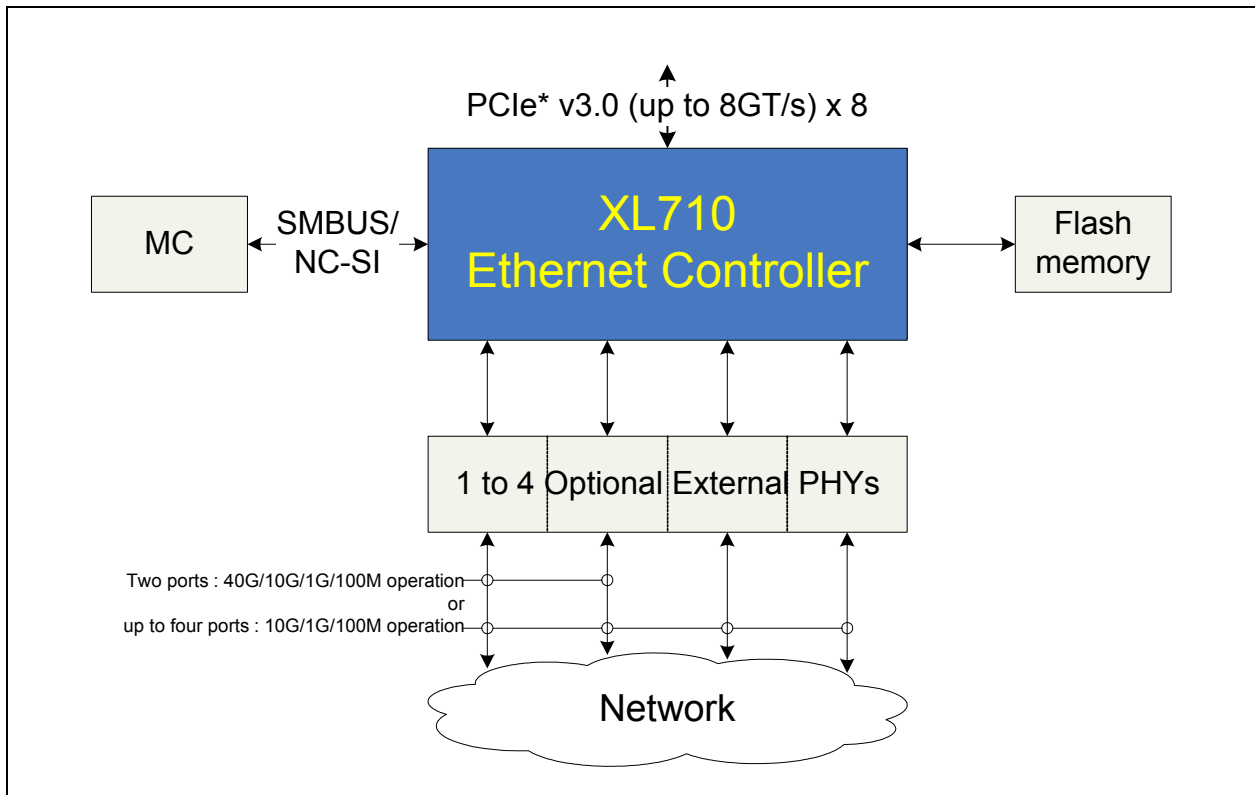 PCIe* v3.0 (up to 8GT/s) x 8
XL710
Ethernet Controller
MC
SMBUS/
NC-SI
Flash
memory
1 to 4 Optional External PHYs
Two ports : 40G/10G/1G/100M operation
or
up to four ports : 10G/1G/100M operation
Network